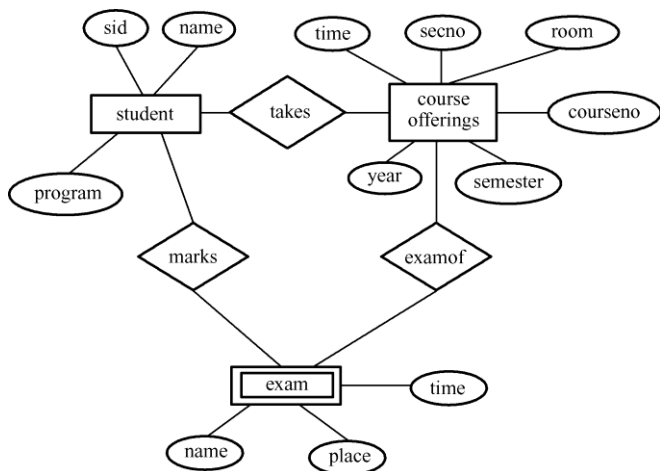 sid
name
time
secno
room
student
takes
course
offerings
courseno
program
year
semester
marks
examof
exam
time
name
place